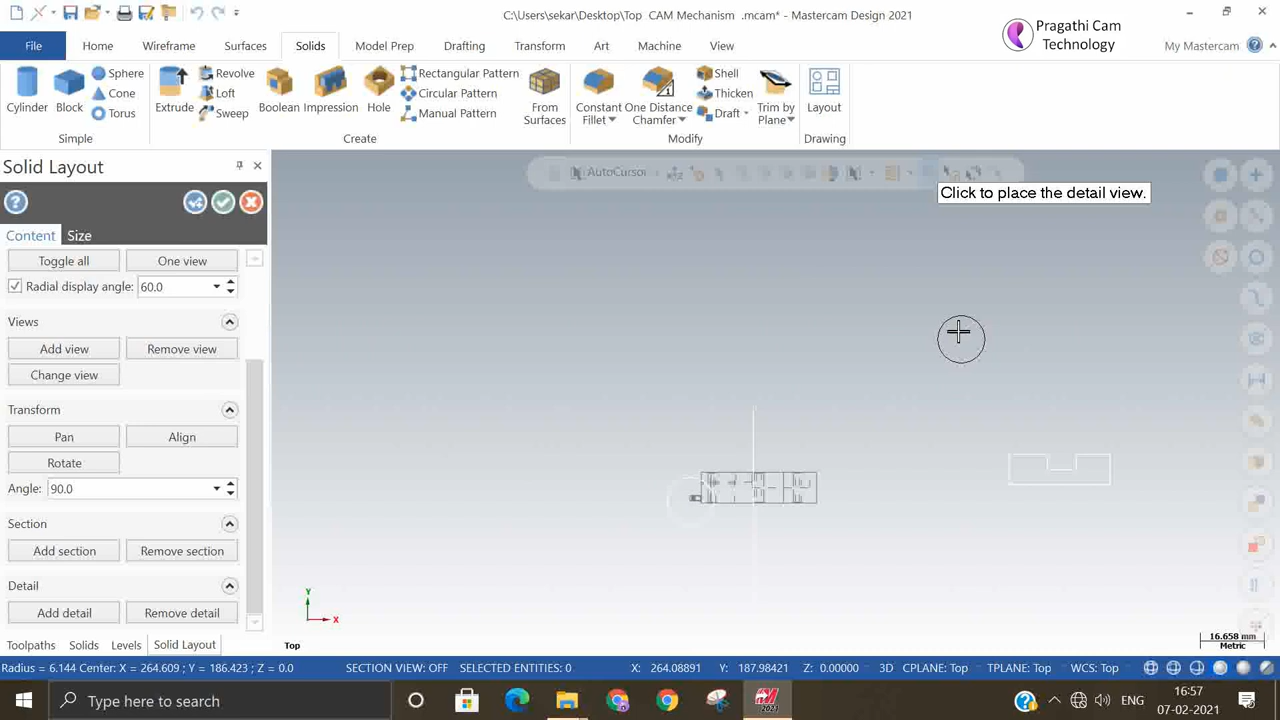 C:\Users\sekar\Desktop\Top CAM Mechanism .mcam* - Mastercam Design 2021
Pragathi Cam
Technology
File
Home
Wireframe
Surfaces
Solids
Model Prep
Drafting
Transform
Art
Machine
View
My Mastercam
Cylinder
Block
Sphere
Cone
Torus
Simple
Extrude
Revolve
Loft
Sweep
Boolean
Impression
Hole
Rectangular Pattern
Circular Pattern
Manual Pattern
From
Surfaces
Create
Constant
Fillet
One Distance
Chamfer
Shell
Thicken
Draft
Trim by
Plane
Modify
Layout
Drawing
Solid Layout
AutoCursor
Click to place the detail view.
Content
Size
Toggle all
One view
Radial display angle:
60.0
Views
Add view
Remove view
Change view
Transform
Pan
Align
Rotate
Angle:
90.0
Section
Add section
Remove section
Detail
Add detail
Remove detail
Y
X
Top
16.658 mm
Metric
Toolpaths
Solids
Levels
Solid Layout
Radius = 6.144 Center: X = 264.609 ; Y = 186.423 ; Z = 0.0
SECTION VIEW: OFF
SELECTED ENTITIES: 0
X: 264.08891
Y: 187.98421
Z: 0.00000
3D
CPLANE: Top
TPLANE: Top
WCS: Top
Type here to search
2021
ENG
16:57
07-02-2021